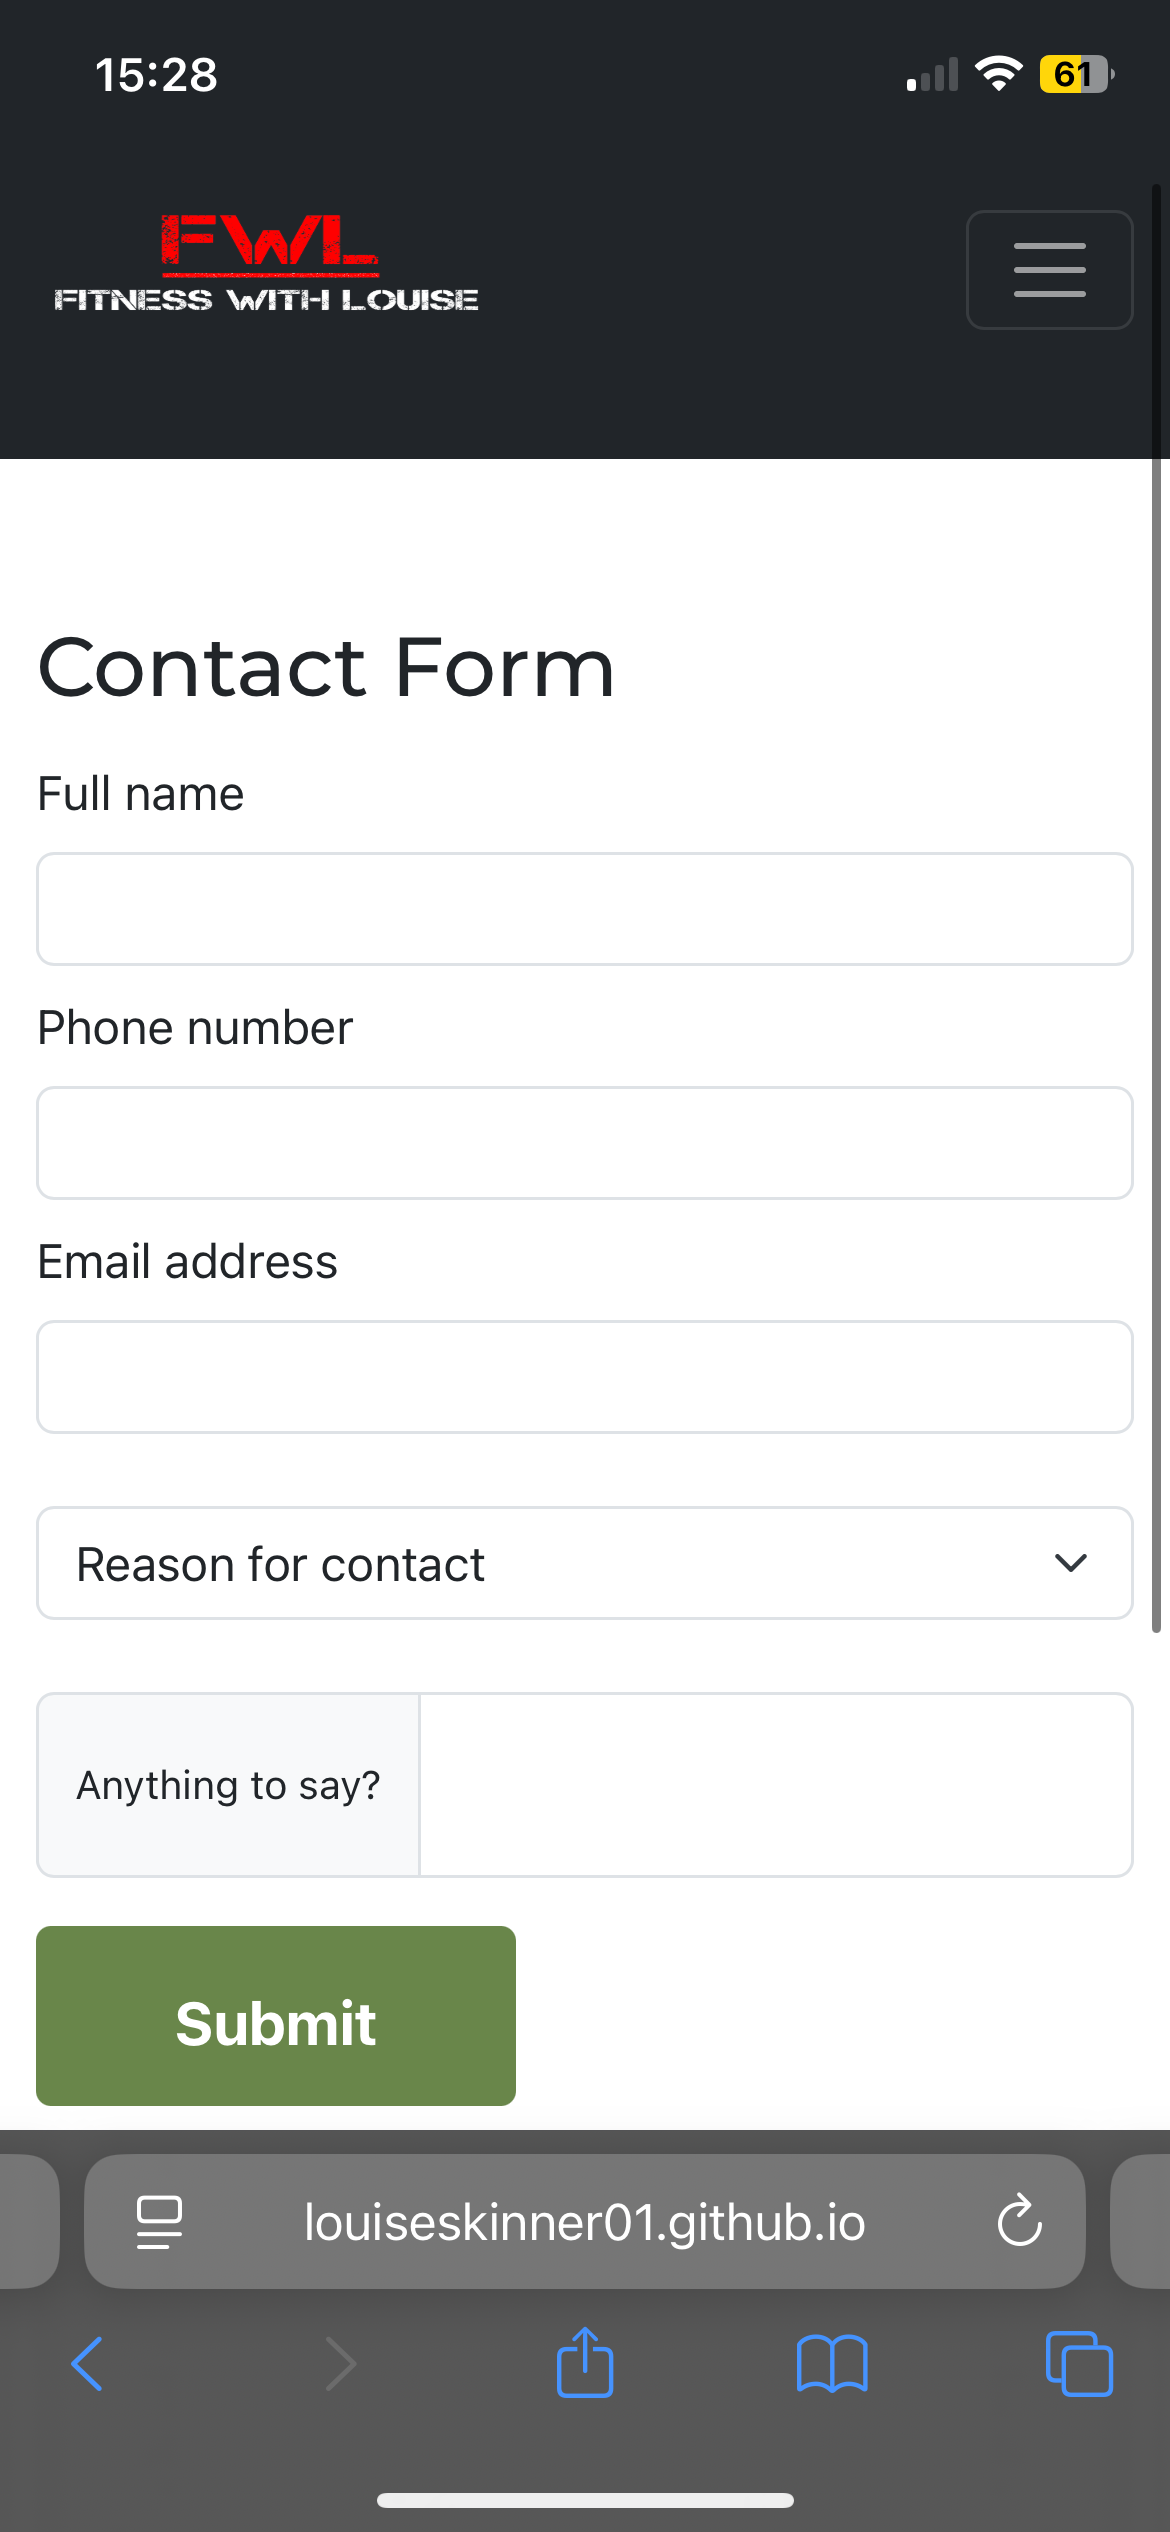 15:28
61
FWL
FITNESS WITH LOUISE
Contact Form
Full name
Phone number
Email address
Reason for contact
Anything to say?
Submit
louiseskinner01.github.io